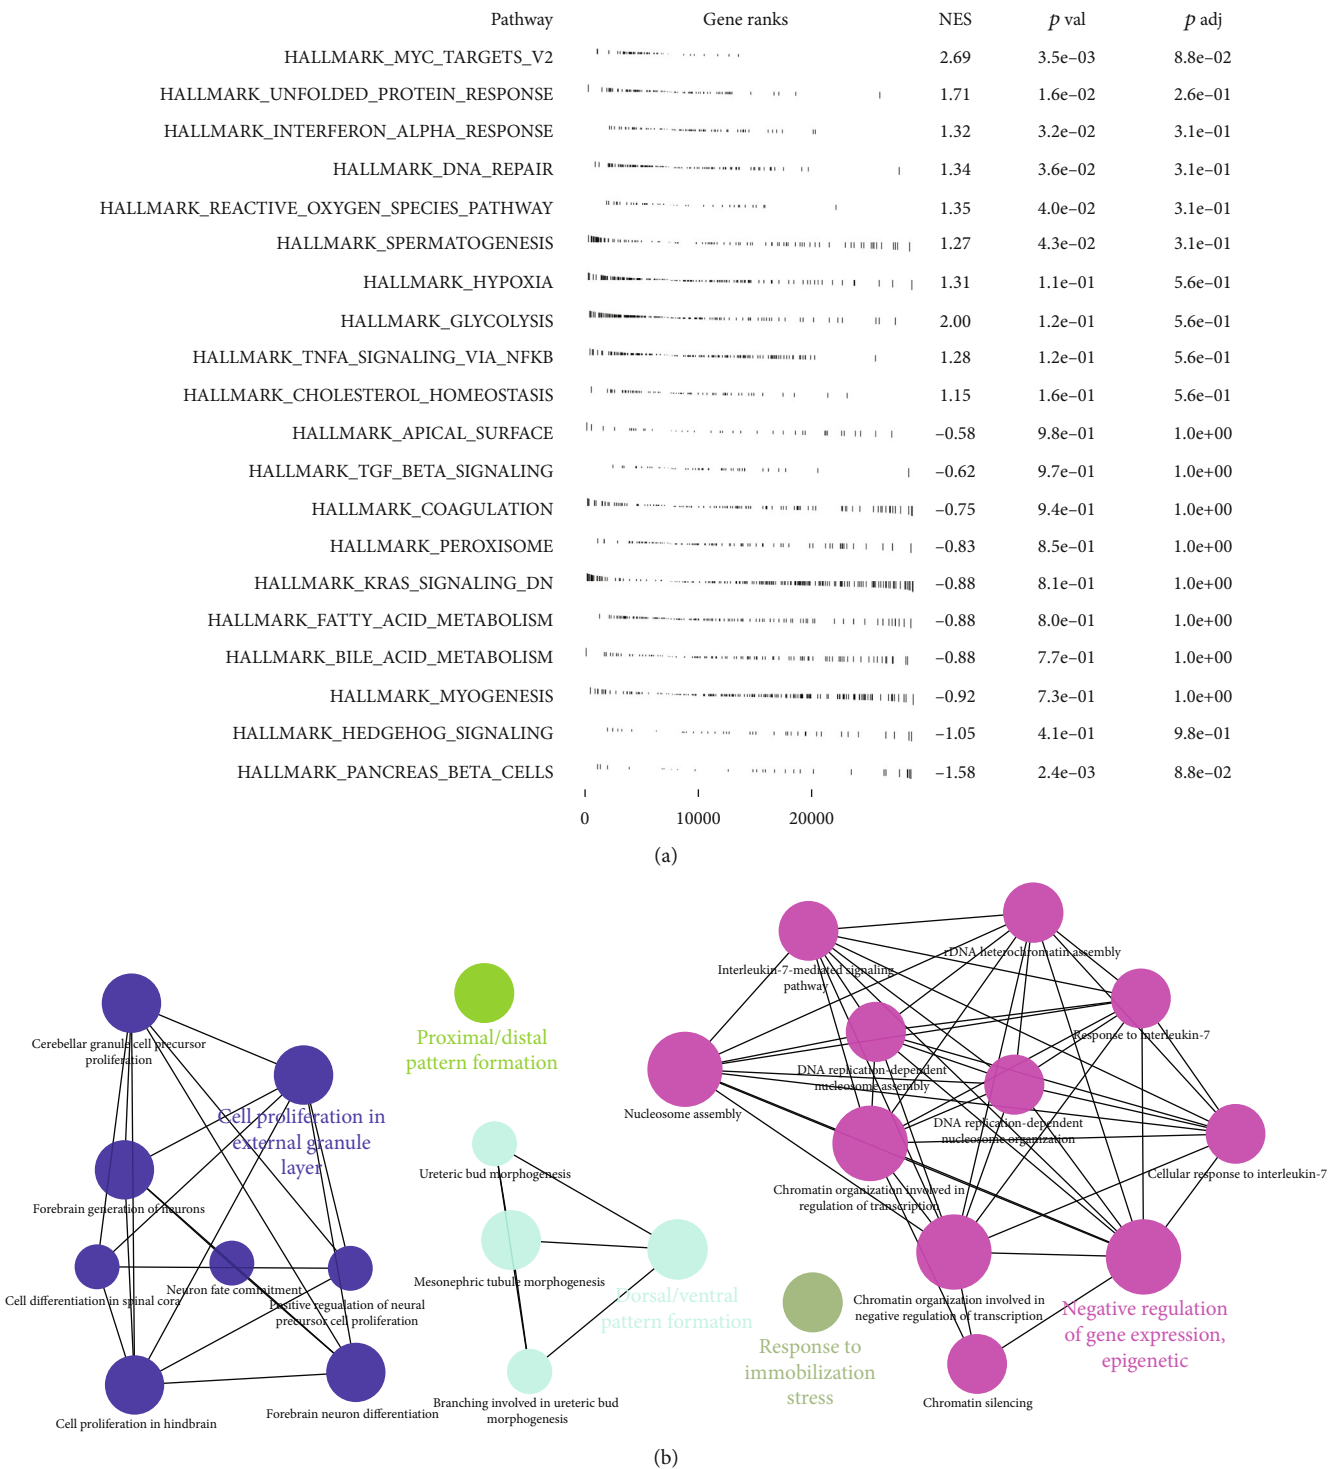 Pathway Gene ranks NES p val p adj
HALLMARK_MYC_TARGETS_V2 2.69 3.5e–03 8.8e–02
HALLMARK_UNFOLDED_PROTEIN_RESPONSE 1.71 1.6e–02 2.6e–01
HALLMARK_INTERFERON_ALPHA_RESPONSE 1.32 3.2e–02 3.1e–01
HALLMARK_DNA_REPAIR 1.34 3.6e–02 3.1e–01
HALLMARK_REACTIVE_OXYGEN_SPECIES_PATHWAY 1.35 4.0e–02 3.1e–01
HALLMARK_SPERMATOGENESIS 1.27 4.3e–02 3.1e–01
HALLMARK_HYPOXIA 1.31 1.1e–01 5.6e–01
HALLMARK_GLYCOLYSIS 2.00 1.2e–01 5.6e–01
HALLMARK_TNFA_SIGNALING_VIA_NFKB 1.28 1.2e–01 5.6e–01
HALLMARK_CHOLESTEROL_HOMEOSTASIS 1.15 1.6e–01 5.6e–01
HALLMARK_APICAL_SURFACE –0.58 9.8e–01 1.0e+00
HALLMARK_TGF_BETA_SIGNALING –0.62 9.7e–01 1.0e+00
HALLMARK_COAGULATION –0.75 9.4e–01 1.0e+00
HALLMARK_PEROXISOME –0.83 8.5e–01 1.0e+00
HALLMARK_KRAS_SIGNALING_DN –0.88 8.1e–01 1.0e+00
HALLMARK_FATTY_ACID_METABOLISM –0.88 8.0e–01 1.0e+00
HALLMARK_BILE_ACID_METABOLISM –0.88 7.7e–01 1.0e+00
HALLMARK_MYOGENESIS –0.92 7.3e–01 1.0e+00
HALLMARK_HEDGEHOG_SIGNALING –1.05 4.1e–01 9.8e–01
HALLMARK_PANCREAS_BETA_CELLS –1.58 2.4e–03 8.8e–02
0 10000 20000
(a)
Cerebellar granule cell precursor
proliferation
Cell proliferation in
external granule
layer
Forebrain generation of neurons
Cell differentiation in spinal cora
Neuron fate commitment
Positive regualation of neural
precursor cell proliferation
Cell proliferation in hindbrain
Forebrain neuron differentiation
Proximal/distal
pattern formation
Ureteric bud morphogenesis
Mesonephric tubule morphogenesis
Dorsal/ventral
pattern formation
Branching involved in ureteric bud
morphogenesis
Response to
immobilization
stress
Interleukin-7-mediated signaling
pathway
rDNA heterochromatin assembly
Response to interleukin-7
Nucleosome assembly
DNA replication-dependent
nucleosome assembly
DNA replication-dependent
nucleosome organization
Cellular response to interleukin-7
Chromatin organization involved in
regulation of transcription
Chromatin organization involved in
negative regulation of transcription
Negative regulation
of gene expression,
epigenetic
Chromatin silencing
(b)